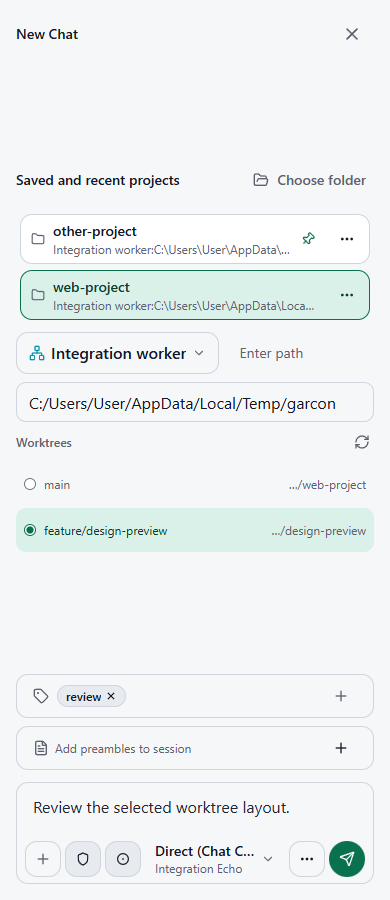 New Chat
Saved and recent projects
Choose folder
other-project
Integration worker:C:\Users\User\AppData\...
web-project
Integration worker:C:\Users\User\AppData\Loca...
Integration worker
Enter path
C:/Users/User/AppData/Local/Temp/garcon
Worktrees
main
.../web-project
feature/design-preview
.../design-preview
review
Add preambles to session
Review the selected worktree layout.
Direct (Chat C...
Integration Echo